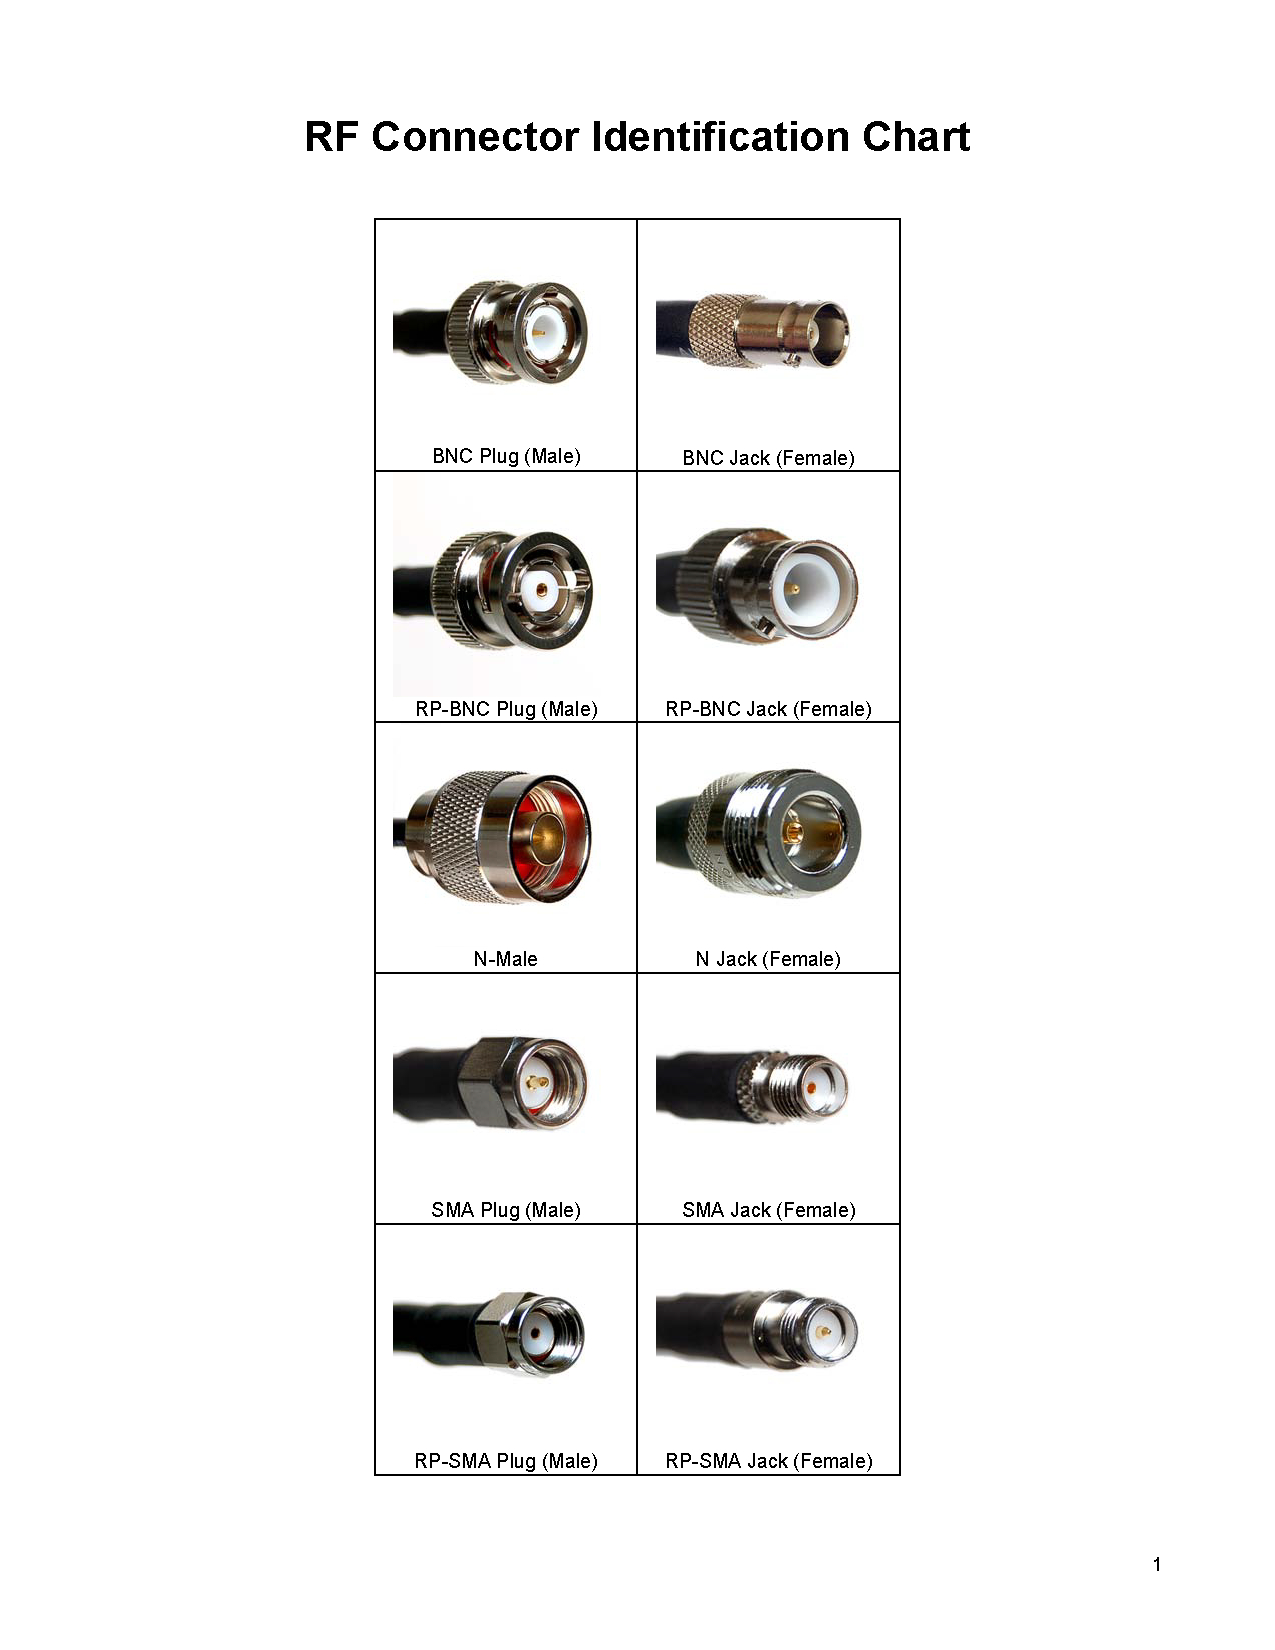 RF Connector Identification Chart
BNC Plug (Male)
BNC Jack (Female)
RP-BNC Plug (Male)
RP-BNC Jack (Female)
N-Male
N Jack (Female)
SMA Plug (Male)
SMA Jack (Female)
RP-SMA Plug (Male)
RP-SMA Jack (Female)
1